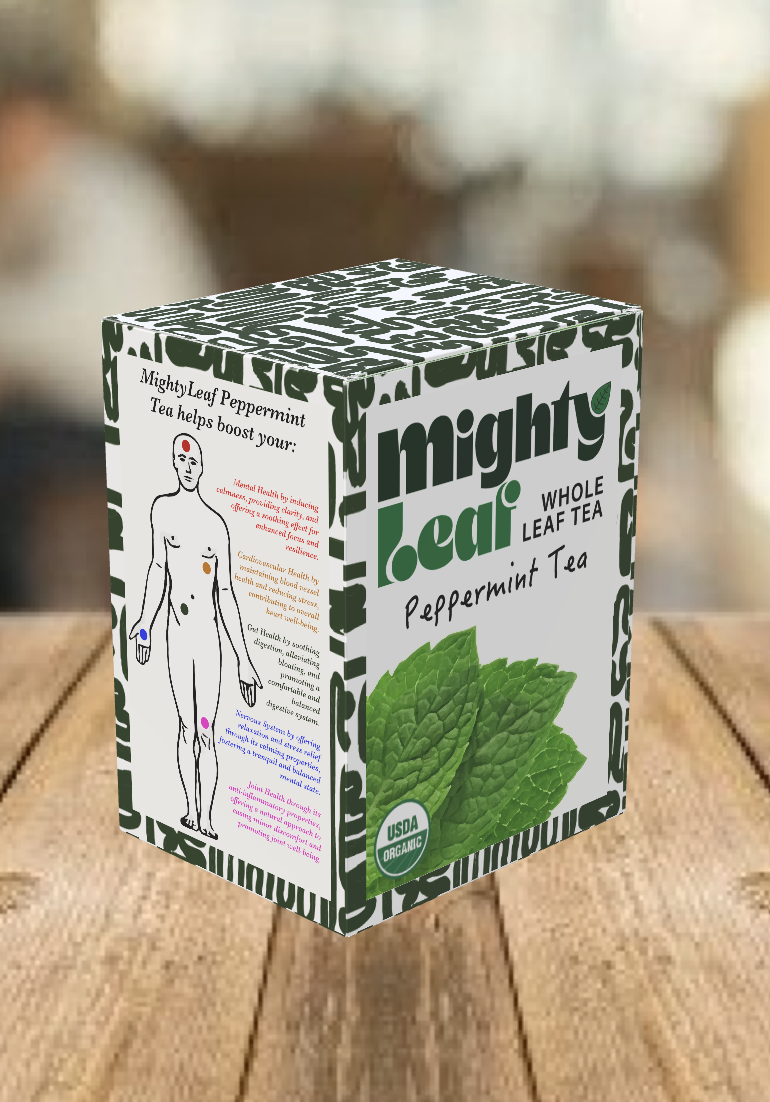 MightyLeaf Peppermint
Tea helps boost your:
Mental Health by inducing
calmness, providing clarity, and
offering a soothing effect for
enhanced focus and
resilience.
Cardiovascular Health by
maintaining blood vessel
health and reducing stress,
contributing to overall
heart well-being.
Gut Health by soothing
digestion, alleviating
bloating, and
promoting a
comfortable and
balanced
digestive system.
Nervous System by offering
relaxation and stress relief
through its calming properties,
fostering a tranquil and balanced
mental state.
Joint Health through its
anti-inflammatory properties,
offering a natural approach to
easing minor discomfort and
promoting joint well-being
mighty
Leaf
WHOLE
LEAF TEA
Peppermint Tea
USDA
ORGANIC